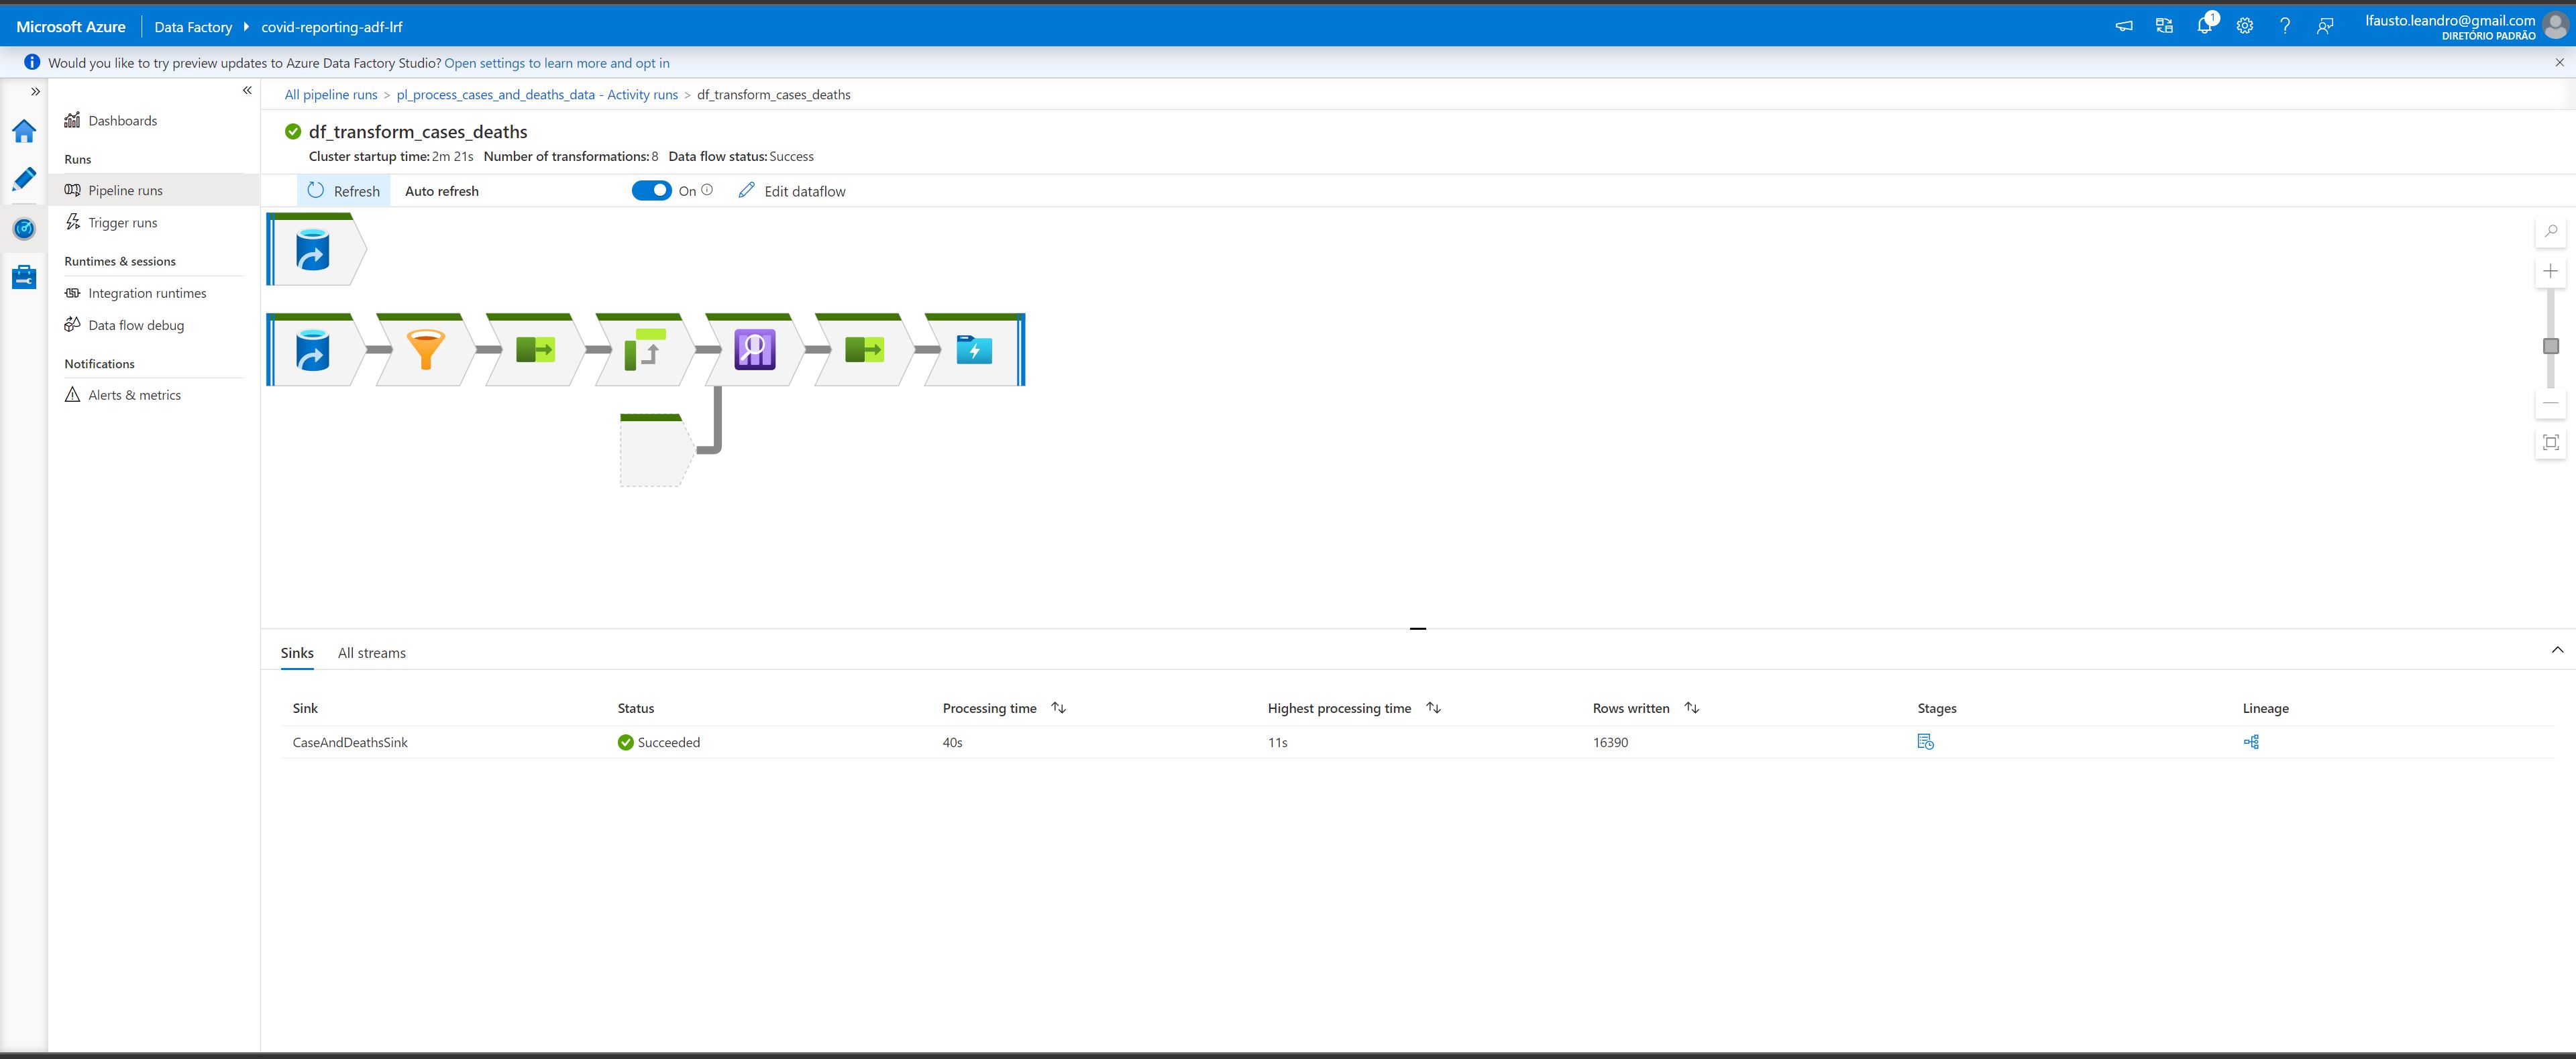 Microsoft Azure Data Factory covid-reporting-adf-lrf
1
lfausto.leandro@gmail.com
DIRETÓRIO PADRÃO
Would you like to try preview updates to Azure Data Factory Studio? Open settings to learn more and opt in
Dashboards
Runs
Pipeline runs
Trigger runs
Runtimes & sessions
Integration runtimes
Data flow debug
Notifications
Alerts & metrics
All pipeline runs > pl_process_cases_and_deaths_data - Activity runs > df_transform_cases_deaths
df_transform_cases_deaths
Cluster startup time: 2m 21s Number of transformations: 8 Data flow status: Success
Refresh Auto refresh On Edit dataflow
Sinks All streams
Sink Status Processing time Highest processing time Rows written Stages Lineage
CaseAndDeathsSink Succeeded 40s 11s 16390